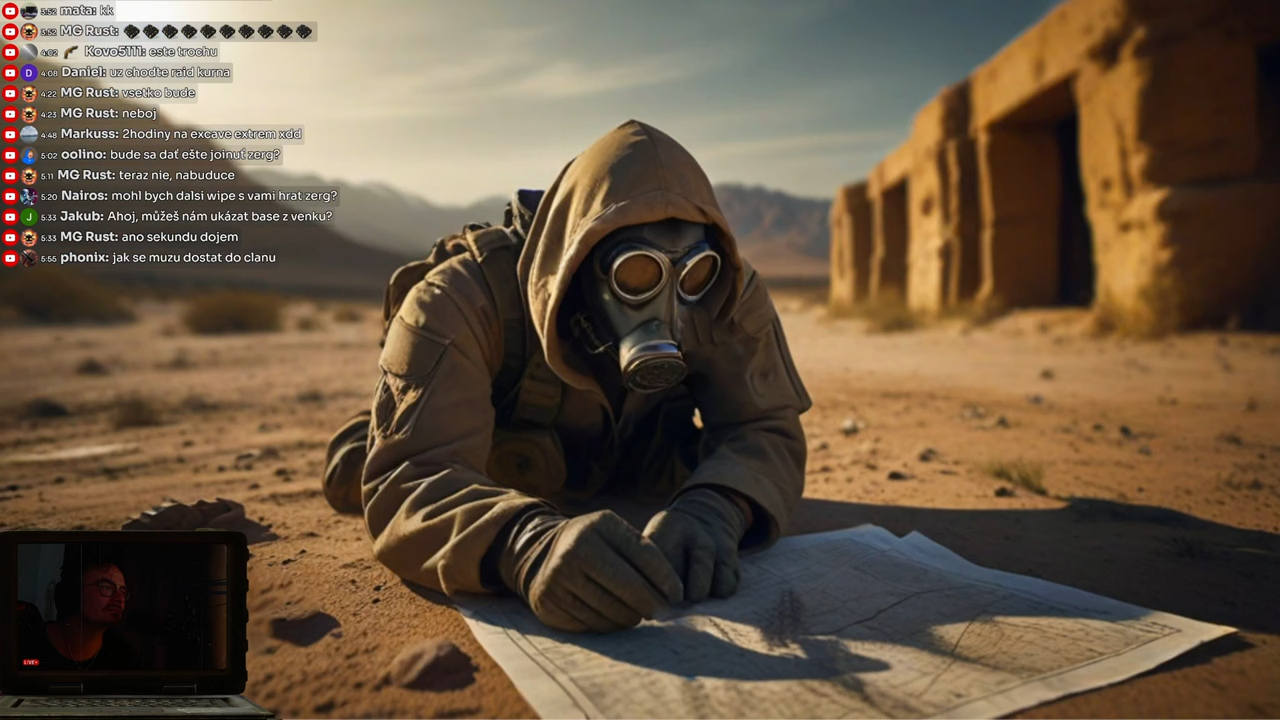 3:52 mata: kk
3:52 MG Rust:
4:02 Kovo5111: este trochu
D 4:08 Daniel: uz chodte raid kurna
4:22 MG Rust: vsetko bude
4:23 MG Rust: neboj
4:48 Markuss: 2hodiny na excave extrem xdd
5:02 oolino: bude sa dať ešte joinuť zerg?
5:11 MG Rust: teraz nie, nabuduce
5:20 Nairos: mohl bych dalsi wipe s vami hrat zerg?
J 5:33 Jakub: Ahoj, můžeš nám ukázat base z venku?
5:33 MG Rust: ano sekundu dojem
5:55 phonix: jak se muzu dostat do clanu
LIVE